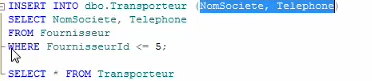 INSERT INTO dbo.Transporteur (NomSociete, Telephone)
SELECT NomSociete, Telephone
FROM Fournisseur
WHERE FournisseurId <= 5;
SELECT * FROM Transporteur